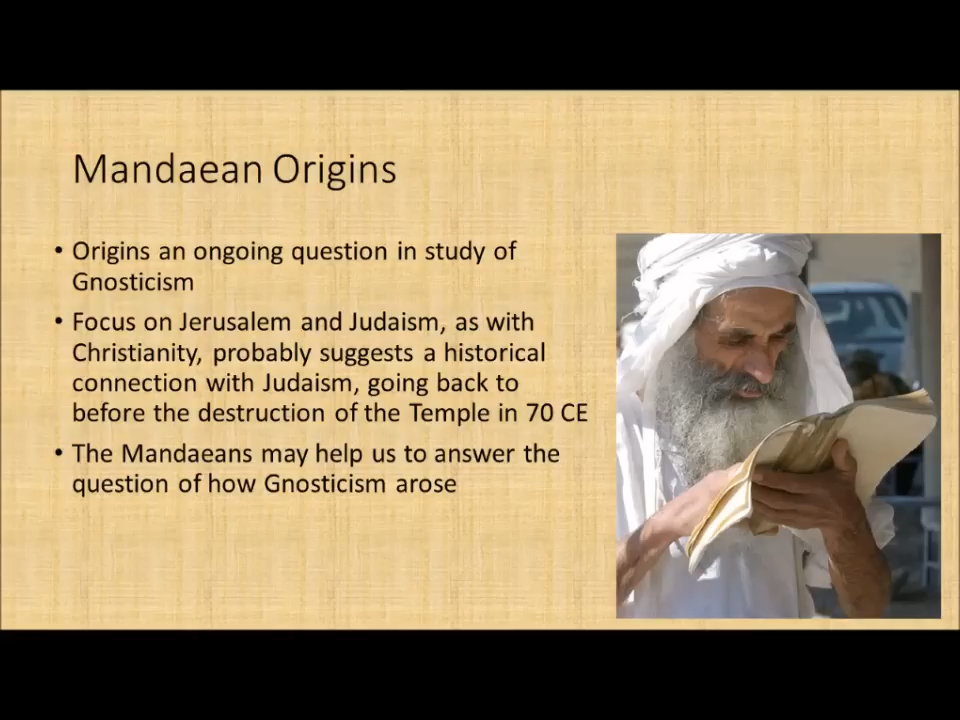 Mandaean Origins
• Origins an ongoing question in study of
Gnosticism
• Focus on Jerusalem and Judaism, as with
Christianity, probably suggests a historical
connection with Judaism, going back to
before the destruction of the Temple in 70 CE
• The Mandaeans may help us to answer the
question of how Gnosticism arose